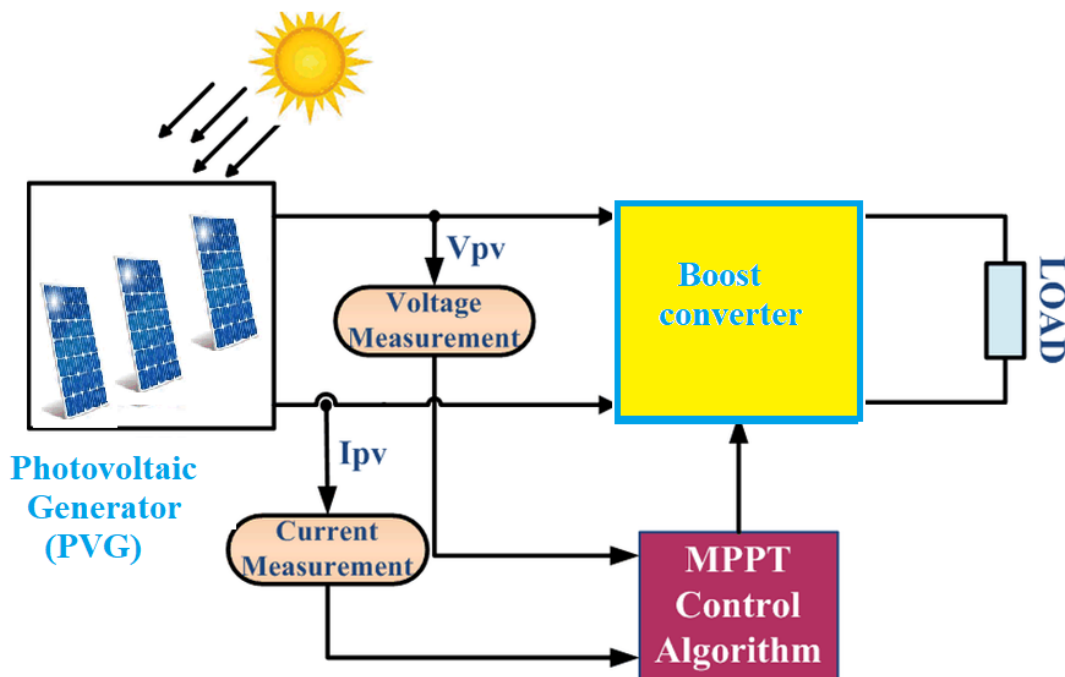 Vpv
Voltage
Measurement
Boost
converter
LOAD
Photovoltaic
Generator
(PVG)
Ipv
Current
Measurement
MPPT
Control
Algorithm